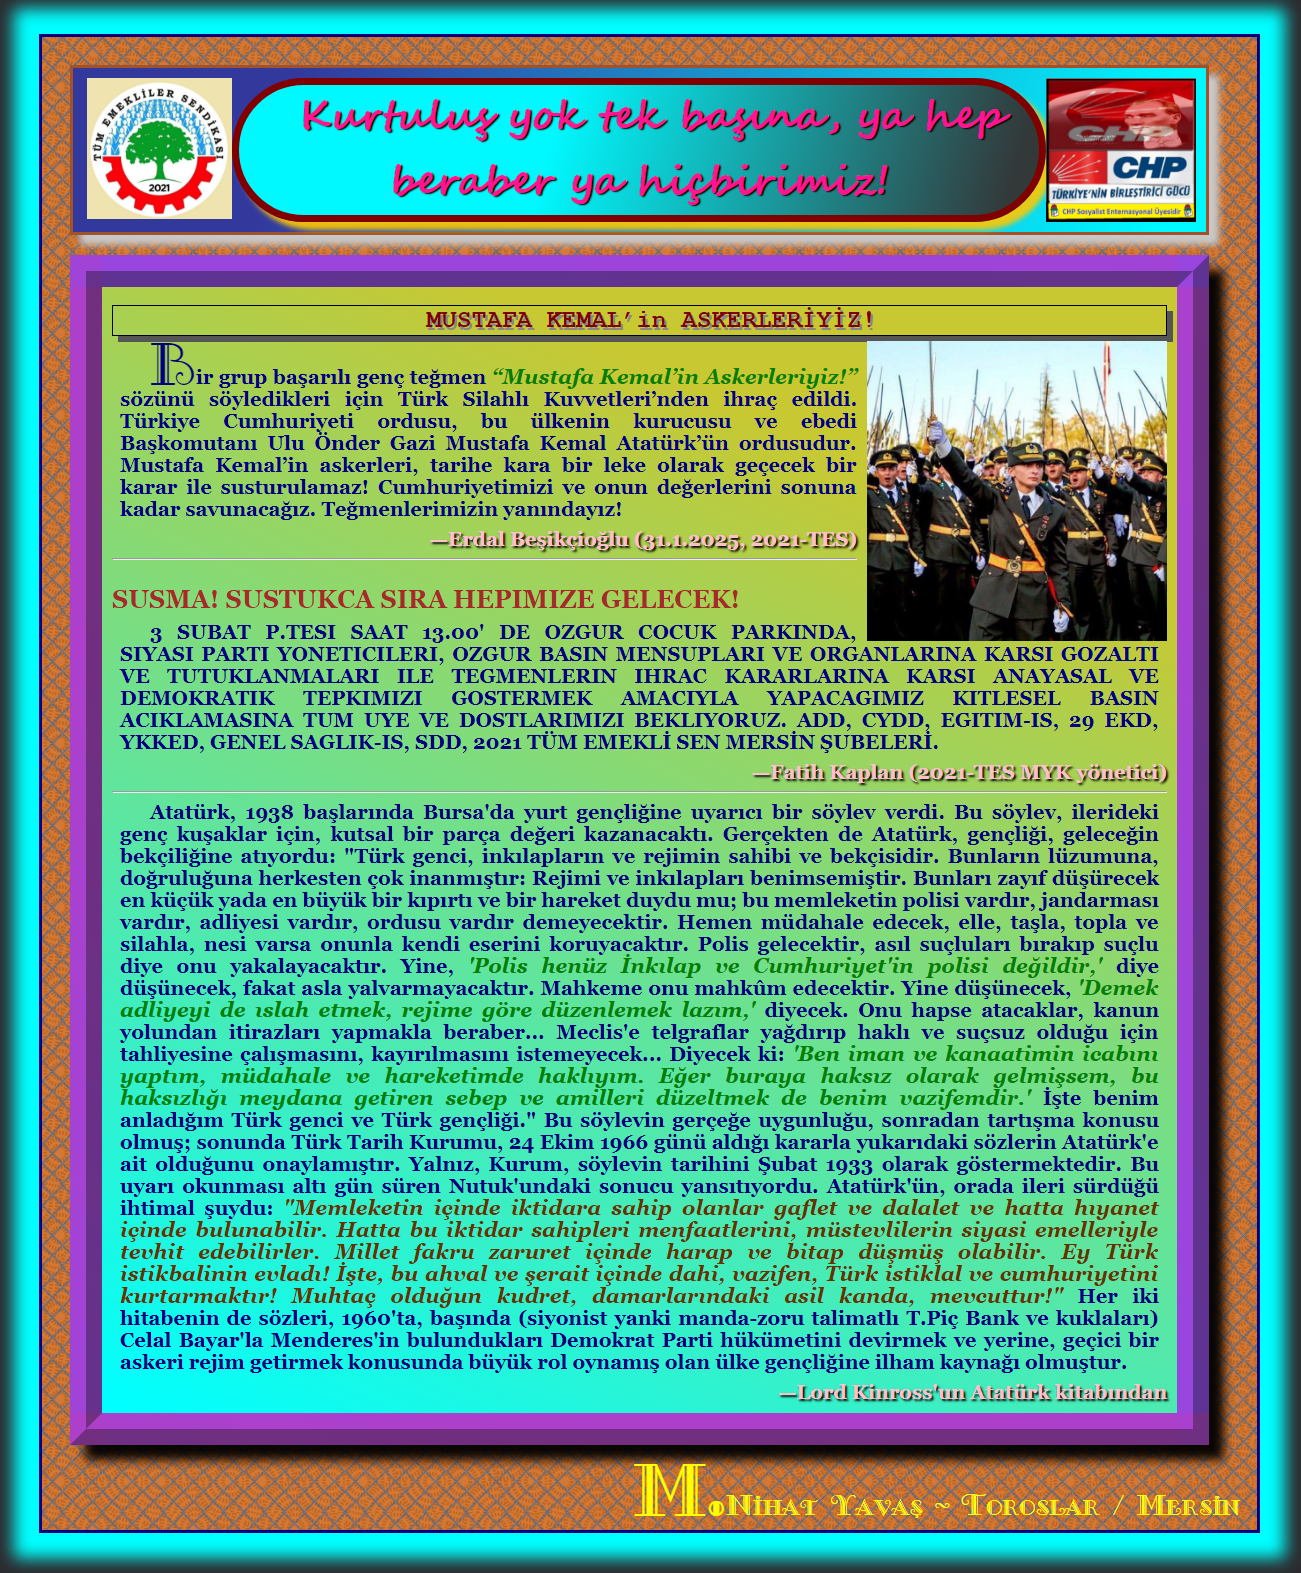 TÜM EMEKLİLER SENDİKASI
2021
Kurtuluş yok tek başına, ya hep
beraber ya hiçbirimiz!
CHP
CHP
TÜRKİYE'NİN BİRLEŞTİRİCİ GÜCÜ
CHP Sosyalist Enternasyonal Üyesidir
MUSTAFA KEMAL’in ASKERLERİYİZ!
Bir grup başarılı genç teğmen “Mustafa Kemal’in Askerleriyiz!”
sözünü söyledikleri için Türk Silahlı Kuvvetleri’nden ihraç edildi.
Türkiye Cumhuriyeti ordusu, bu ülkenin kurucusu ve ebedi
Başkomutanı Ulu Önder Gazi Mustafa Kemal Atatürk’ün ordusudur.
Mustafa Kemal’in askerleri, tarihe kara bir leke olarak geçecek bir
karar ile susturulamaz! Cumhuriyetimizi ve onun değerlerini sonuna
kadar savunacağız. Teğmenlerimizin yanındayız!
—Erdal Beşikçioğlu (31.1.2025, 2021-TES)
SUSMA! SUSTUKCA SIRA HEPIMIZE GELECEK!
3 SUBAT P.TESI SAAT 13.00' DE OZGUR COCUK PARKINDA,
SIYASI PARTI YONETICILERI, OZGUR BASIN MENSUPLARI VE ORGANLARINA KARSI GOZALTI
VE TUTUKLANMALARI ILE TEGMENLERIN IHRAC KARARLARINA KARSI ANAYASAL VE
DEMOKRATIK TEPKIMIZI GOSTERMEK AMACIYLA YAPACAGIMIZ KITLESEL BASIN
ACIKLAMASINA TUM UYE VE DOSTLARIMIZI BEKLIYORUZ. ADD, CYDD, EGITIM-IS, 29 EKD,
YKKED, GENEL SAGLIK-IS, SDD, 2021 TÜM EMEKLİ SEN MERSİN ŞUBELERİ.
—Fatih Kaplan (2021-TES MYK yönetici)
Atatürk, 1938 başlarında Bursa'da yurt gençliğine uyarıcı bir söylev verdi. Bu söylev, ilerideki
genç kuşaklar için, kutsal bir parça değeri kazanacaktı. Gerçekten de Atatürk, gençliği, geleceğin
bekçiliğine atıyordu: "Türk genci, inkılapların ve rejimin sahibi ve bekçisidir. Bunların lüzumuna,
doğruluğuna herkesten çok inanmıştır: Rejimi ve inkılapları benimsemiştir. Bunları zayıf düşürecek
en küçük yada en büyük bir kıpırtı ve bir hareket duydu mu; bu memleketin polisi vardır, jandarması
vardır, adliyesi vardır, ordusu vardır demeyecektir. Hemen müdahale edecek, elle, taşla, topla ve
silahla, nesi varsa onunla kendi eserini koruyacaktır. Polis gelecektir, asıl suçluları bırakıp suçlu
diye onu yakalayacaktır. Yine, 'Polis henüz İnkılap ve Cumhuriyet'in polisi değildir,' diye
düşünecek, fakat asla yalvarmayacaktır. Mahkeme onu mahkûm edecektir. Yine düşünecek, 'Demek
adliyeyi de ıslah etmek, rejime göre düzenlemek lazım,' diyecek. Onu hapse atacaklar, kanun
yolundan itirazları yapmakla beraber... Meclis'e telgraflar yağdırıp haklı ve suçsuz olduğu için
tahliyesine çalışmasını, kayırılmasını istemeyecek... Diyecek ki: 'Ben iman ve kanaatimin icabını
yaptım, müdahale ve hareketimde haklıyım. Eğer buraya haksız olarak gelmişsem, bu
haksızlığı meydana getiren sebep ve amilleri düzeltmek de benim vazifemdir.' İşte benim
anladığım Türk genci ve Türk gençliği." Bu söylevin gerçeğe uygunluğu, sonradan tartışma konusu
olmuş; sonunda Türk Tarih Kurumu, 24 Ekim 1966 günü aldığı kararla yukarıdaki sözlerin Atatürk'e
ait olduğunu onaylamıştır. Yalnız, Kurum, söylevin tarihini Şubat 1933 olarak göstermektedir. Bu
uyarı okunması altı gün süren Nutuk'undaki sonucu yansıtıyordu. Atatürk'ün, orada ileri sürdüğü
ihtimal şuydu: "Memleketin içinde iktidara sahip olanlar gaflet ve dalalet ve hatta hıyanet
içinde bulunabilir. Hatta bu iktidar sahipleri menfaatlerini, müstevlilerin siyasi emelleriyle
tevhit edebilirler. Millet fakru zaruret içinde harap ve bitap düşmüş olabilir. Ey Türk
istikbalinin evladı! İşte, bu ahval ve şerait içinde dahi, vazifen, Türk istiklal ve cumhuriyetini
kurtarmaktır! Muhtaç olduğun kudret, damarlarındaki asil kanda, mevcuttur!" Her iki
hitabenin de sözleri, 1960'ta, başında (siyonist yanki manda-zoru talimatlı T.Piç Bank ve kuklaları)
Celal Bayar'la Menderes'in bulundukları Demokrat Parti hükümetini devirmek ve yerine, geçici bir
askeri rejim getirmek konusunda büyük rol oynamış olan ülke gençliğine ilham kaynağı olmuştur.
—Lord Kinross'un Atatürk kitabından
M.Nihat Yavaş ~ Toroslar / Mersin